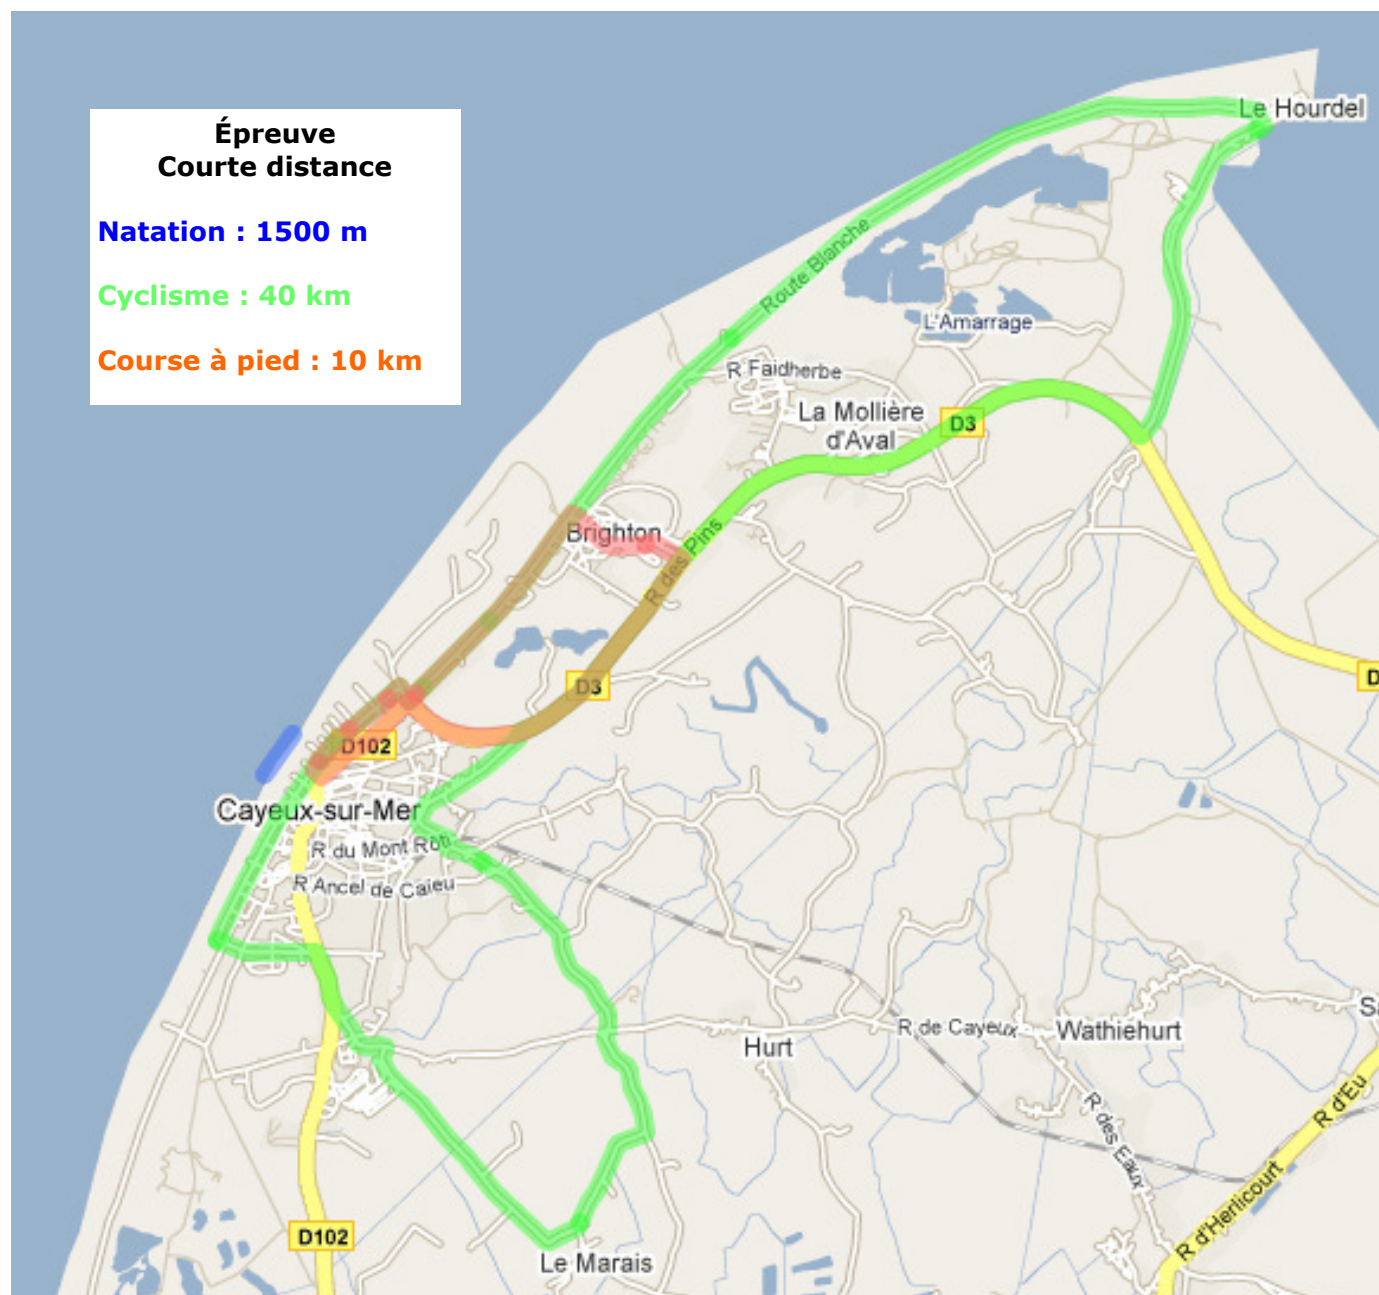 Épreuve
Courte distance
Natation : 1500 m
Cyclisme : 40 km
Course à pied : 10 km
Le Hourdel
Route Blanche
L'Amarrage
R Faidherbe
La Mollière
d'Aval
D3
Brighton
R des Pins
D3
D
D102
Cayeux-sur-Mer
R du Mont
R Ancel de Caïeu
R de Cayeux
Wathiehurt
Hurt
R d'Eu
R des Eaux
R d'Herlicourt
D102
Le Marais